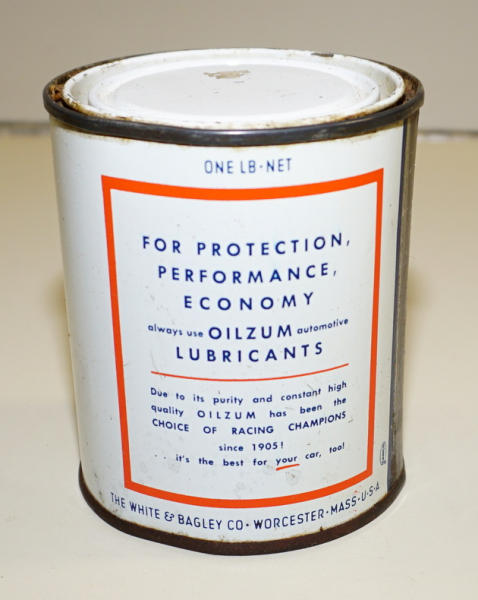 ONE LB-NET
FOR PROTECTION,
PERFORMANCE,
ECONOMY
always use OILZUM automotive
LUBRICANTS
Due to its purity and constant high
quality OILZUM has been the
CHOICE OF RACING CHAMPIONS
since 1905!
...it's the best for your car, too!
THE WHITE & BAGLEY CO · WORCESTER · MASS · U·S·A